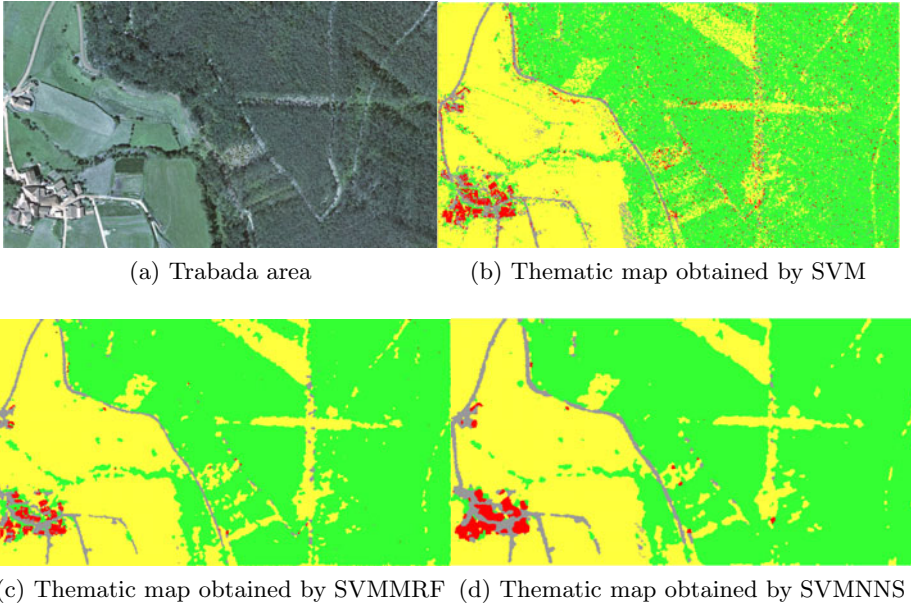 (a) Trabada area
(b) Thematic map obtained by SVM
(c) Thematic map obtained by SVMMRF
(d) Thematic map obtained by SVMNNS